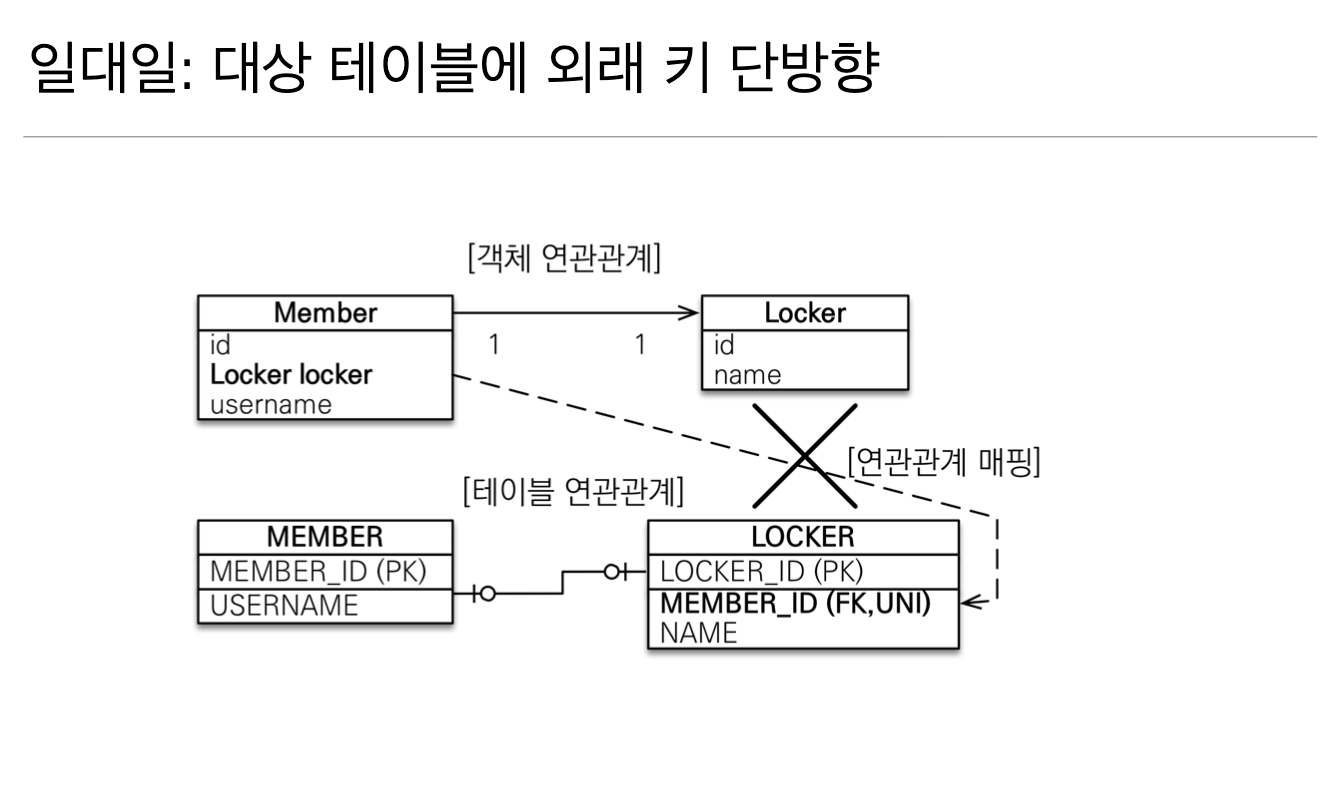 일대일: 대상 테이블에 외래 키 단방향
[객체 연관관계]
Member
id
Locker locker
username
1
1
Locker
id
name
[연관관계 매핑]
[테이블 연관관계]
MEMBER
MEMBER_ID (PK)
USERNAME
LOCKER
LOCKER_ID (PK)
MEMBER_ID (FK,UNI)
NAME